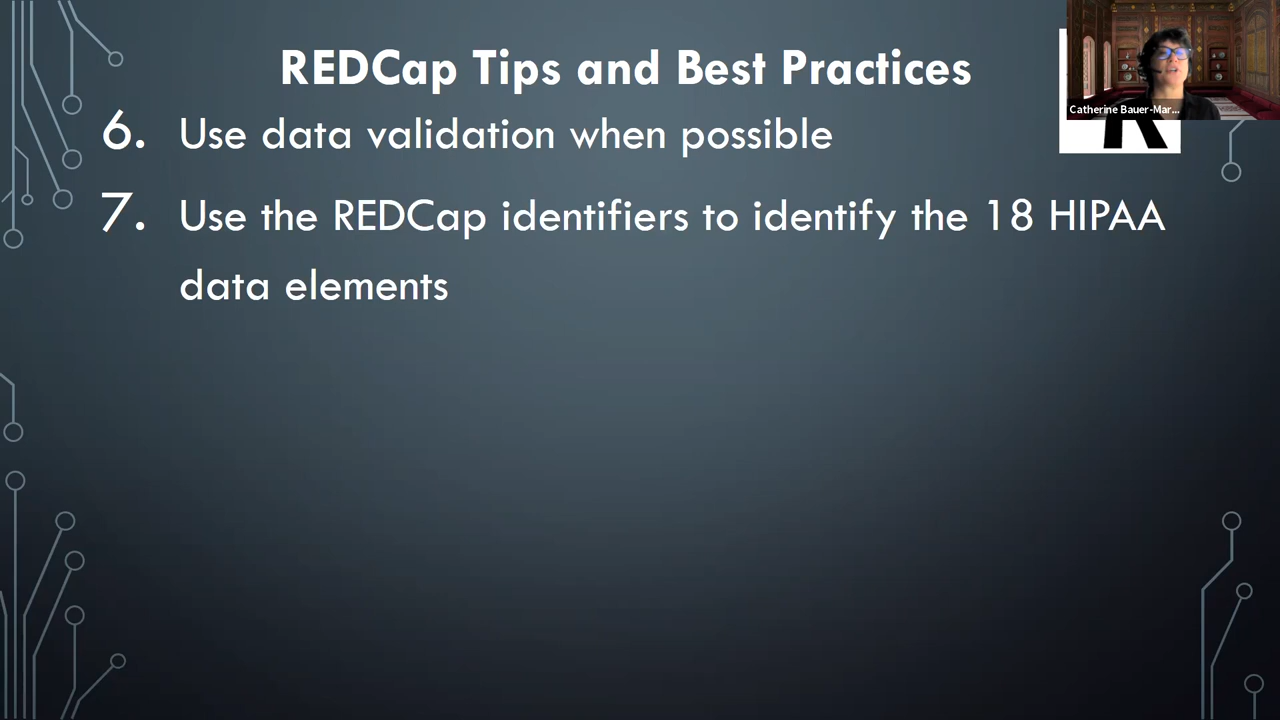 REDCap Tips and Best Practices
6. Use data validation when possible
7. Use the REDCap identifiers to identify the 18 HIPAA
data elements
Catherine Bauer-Mar...
R